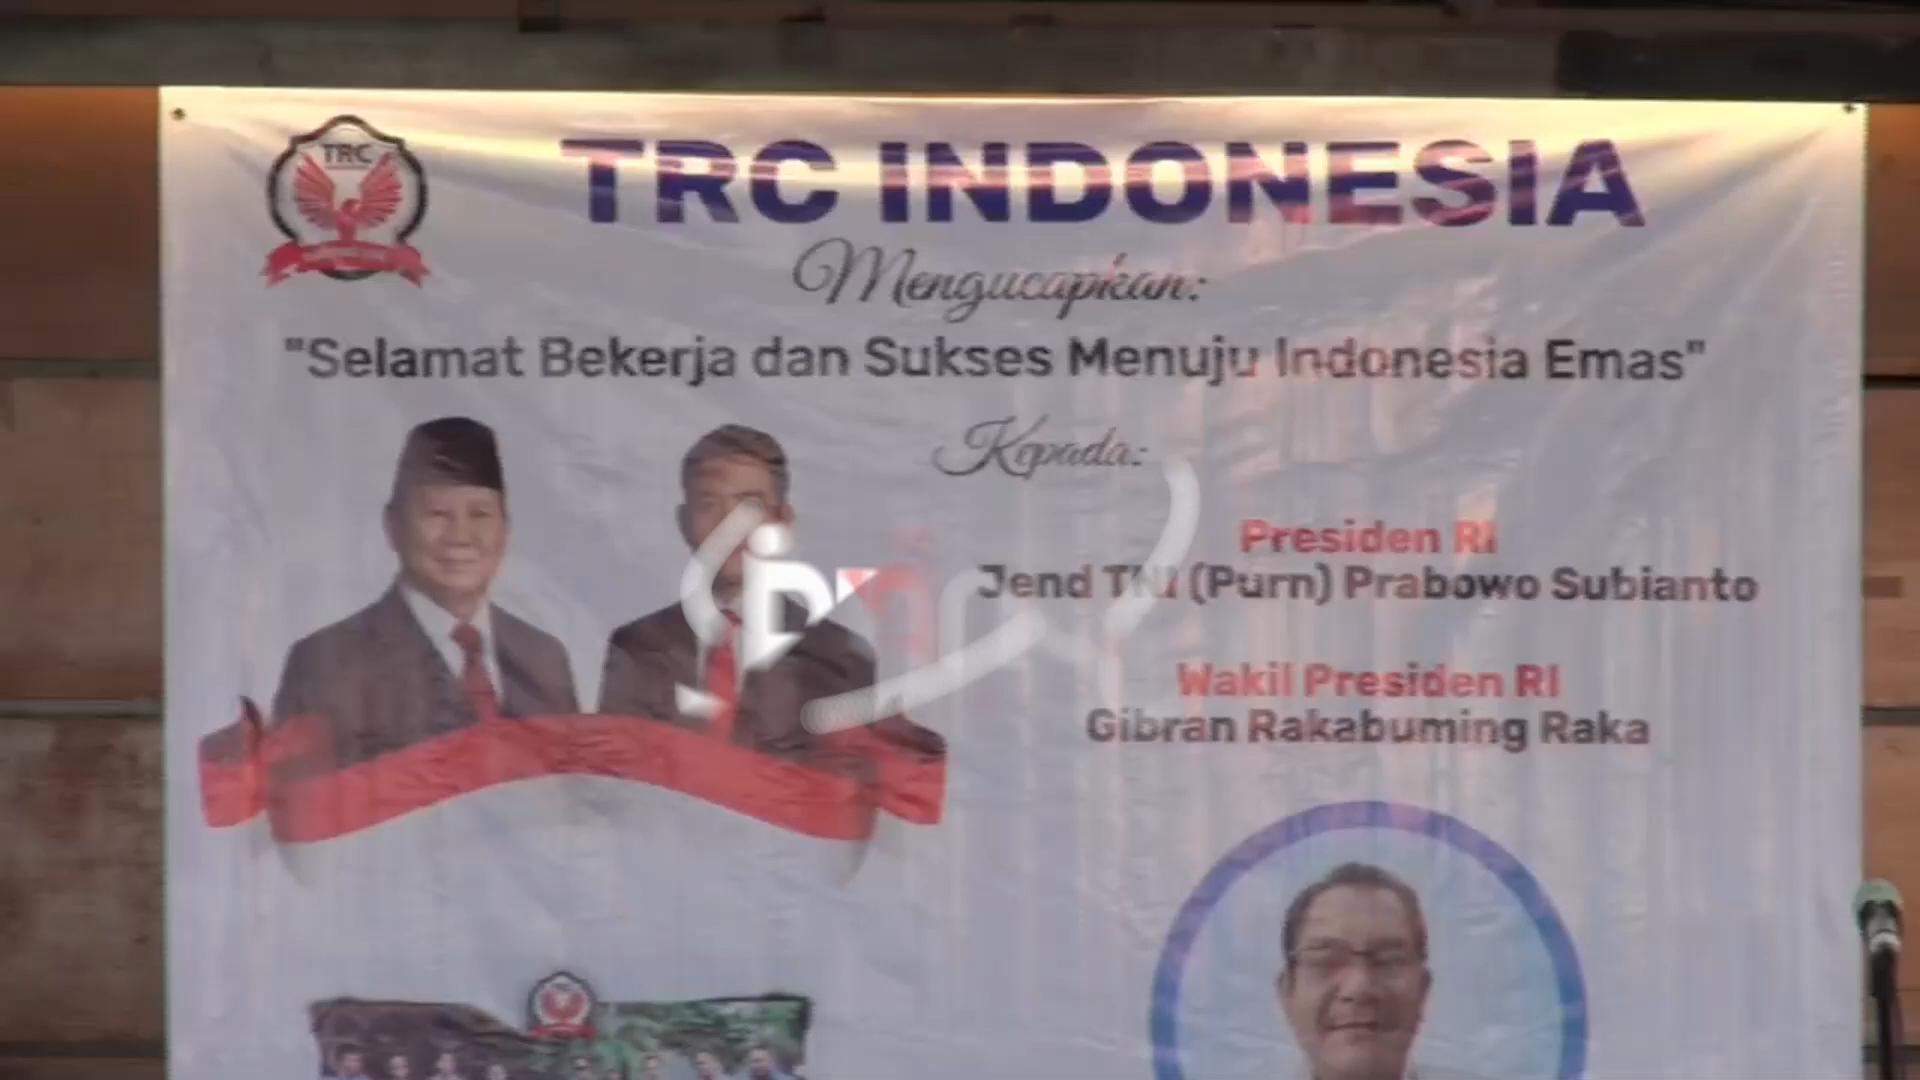 TRC
TRC INDONESIA
Mengucapkan:
"Selamat Bekerja dan Sukses Menuju Indonesia Emas"
Kepada:
Presiden RI
Jend TNI (Purn) Prabowo Subianto
Wakil Presiden RI
Gibran Rakabuming Raka